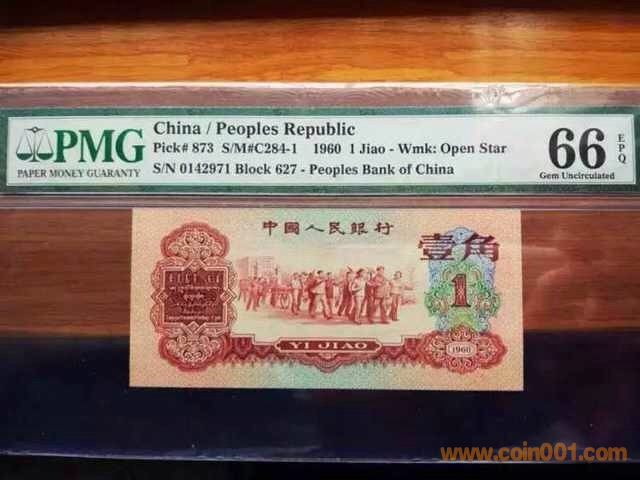 PMG
PAPER MONEY GUARANTY
China / Peoples Republic
Pick# 873 S/M#C284-1 1960 1 Jiao - Wmk: Open Star
S/N 0142971 Block 627 - Peoples Bank of China
66 EPQ
Gem Uncirculated
中國人民銀行
壹角
1
YI JIAO
1960
www.coin001.com